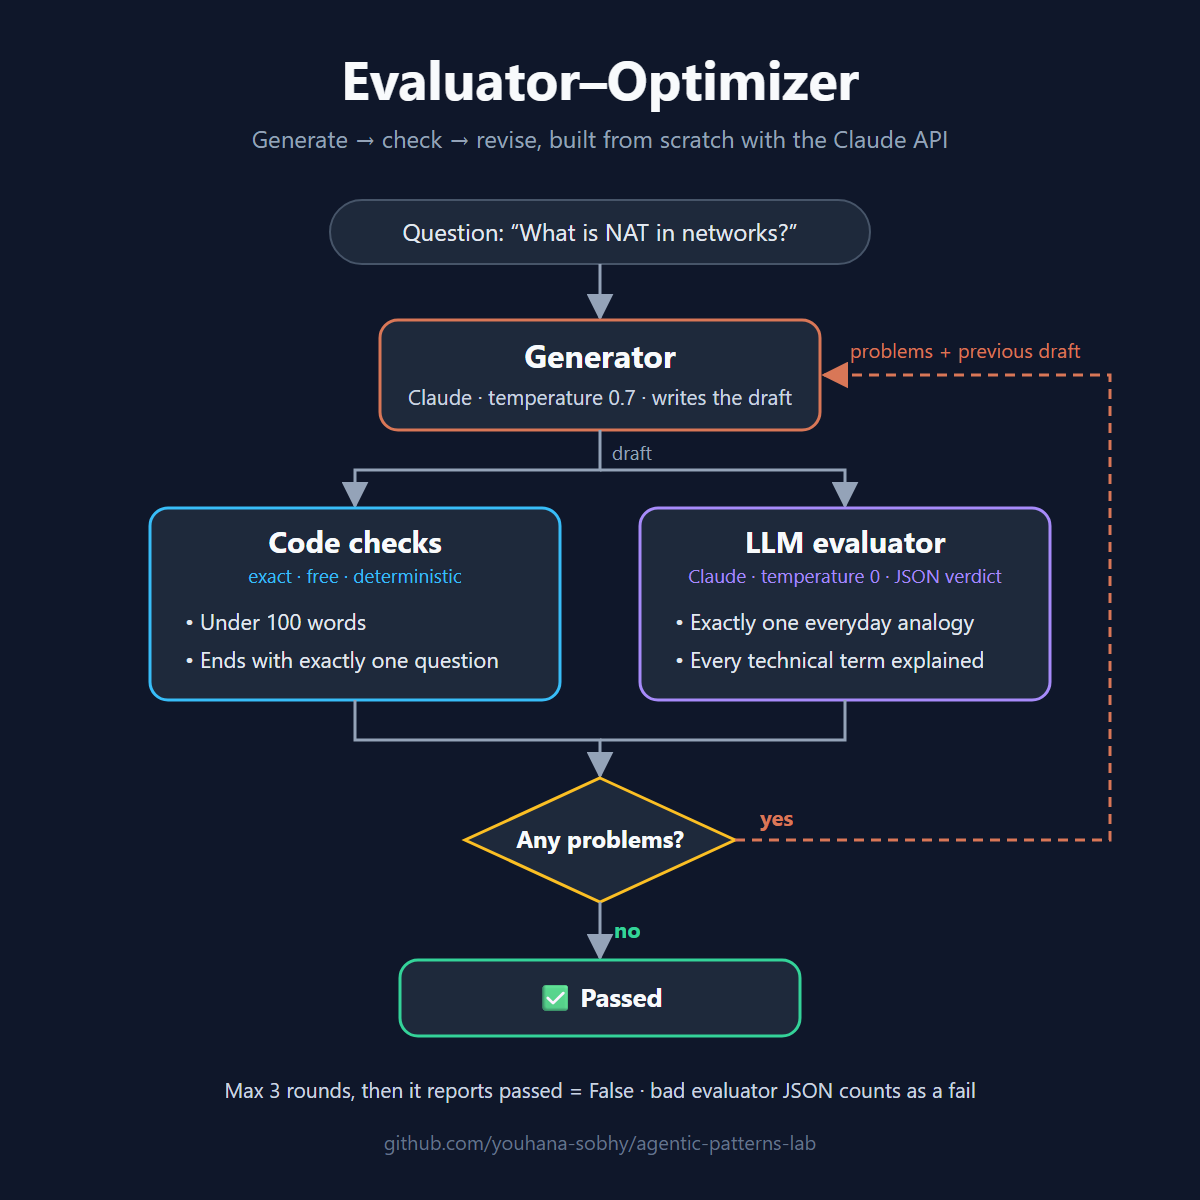 Evaluator–Optimizer
Generate → check → revise, built from scratch with the Claude API
Question: “What is NAT in networks?”
Generator
Claude · temperature 0.7 · writes the draft
problems + previous draft
draft
Code checks
exact · free · deterministic
• Under 100 words
• Ends with exactly one question
LLM evaluator
Claude · temperature 0 · JSON verdict
• Exactly one everyday analogy
• Every technical term explained
Any problems?
yes
no
✅ Passed
Max 3 rounds, then it reports passed = False · bad evaluator JSON counts as a fail
github.com/youhana-sobhy/agentic-patterns-lab